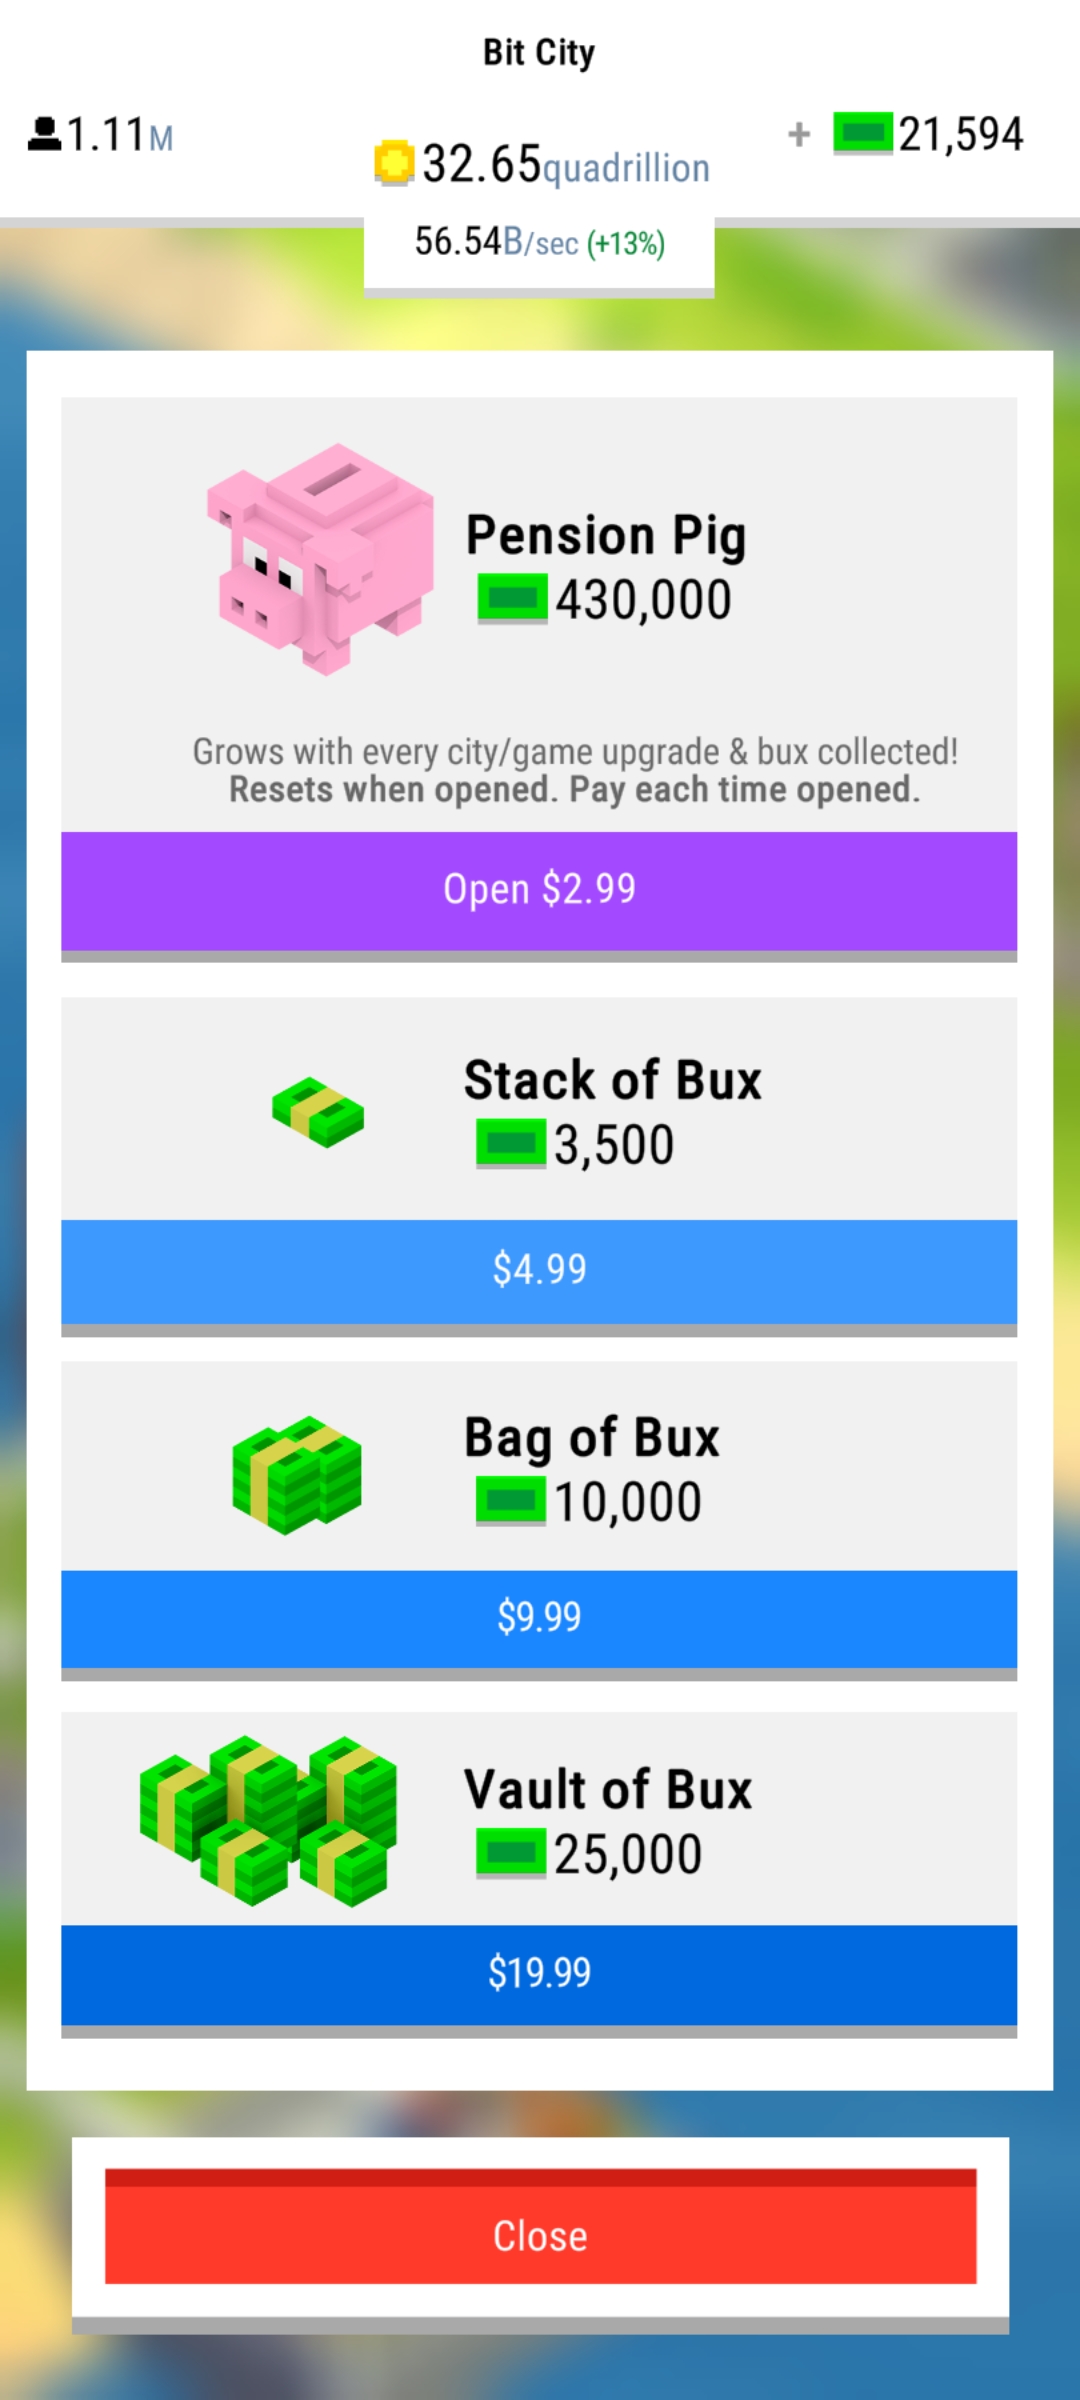 Bit City
1.11M
+ 21,594
32.65quadrillion
56.54B/sec (+13%)
Pension Pig
430,000
Grows with every city/game upgrade & bux collected!
Resets when opened. Pay each time opened.
Open $2.99
Stack of Bux
3,500
$4.99
Bag of Bux
10,000
$9.99
Vault of Bux
25,000
$19.99
Close